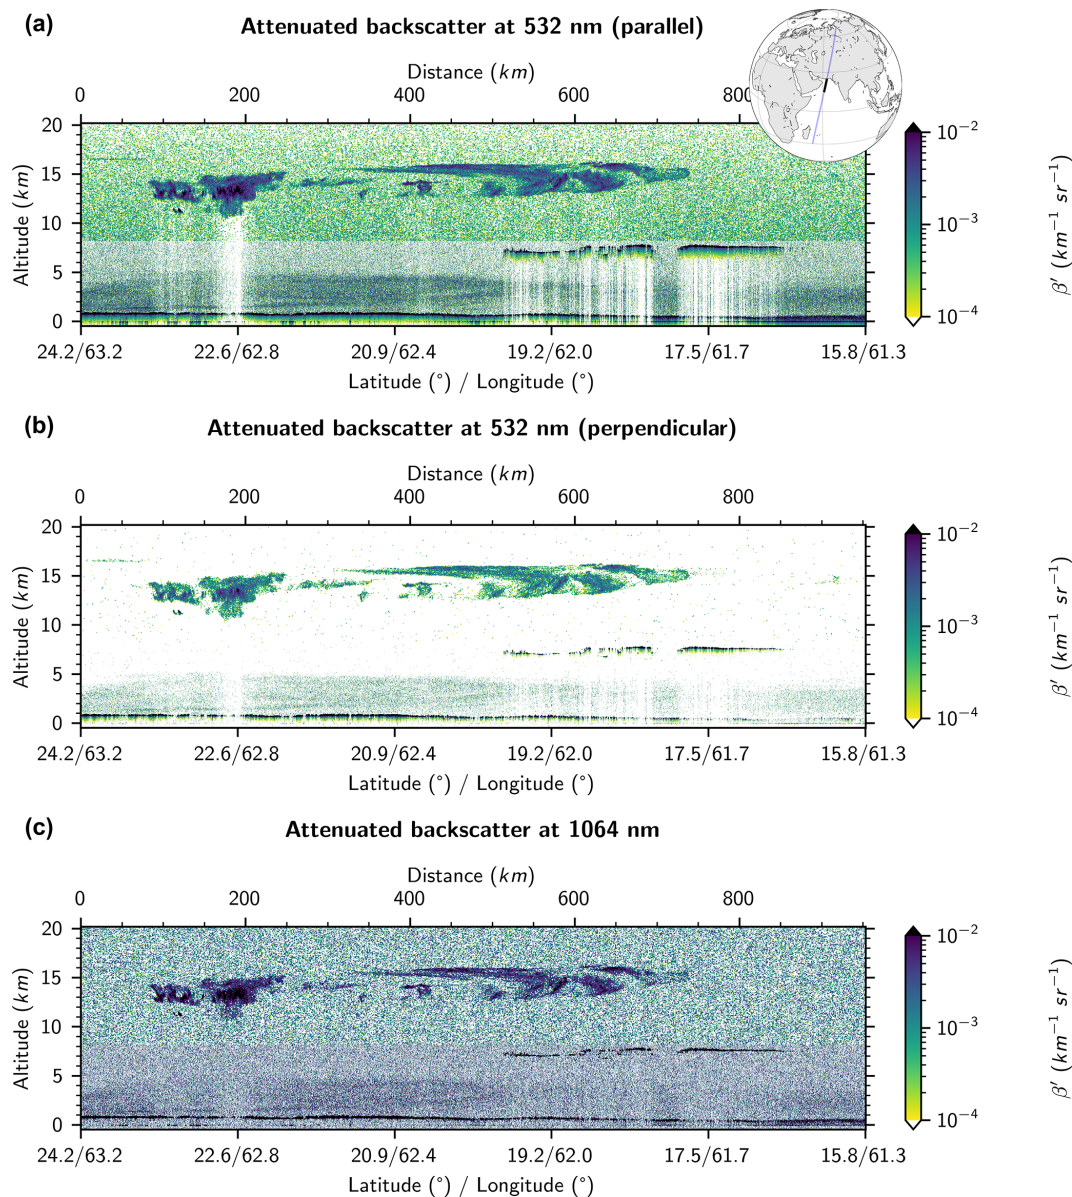 (a)
Attenuated backscatter at 532 nm (parallel)
Distance (km)
0 200 400 600 800
20
15
10
5
0
Altitude (km)
24.2/63.2 22.6/62.8 20.9/62.4 19.2/62.0 17.5/61.7 15.8/61.3
Latitude (°) / Longitude (°)
10⁻²
10⁻³
10⁻⁴
β′ (km⁻¹ sr⁻¹)
(b)
Attenuated backscatter at 532 nm (perpendicular)
Distance (km)
0 200 400 600 800
20
15
10
5
0
Altitude (km)
24.2/63.2 22.6/62.8 20.9/62.4 19.2/62.0 17.5/61.7 15.8/61.3
Latitude (°) / Longitude (°)
10⁻²
10⁻³
10⁻⁴
β′ (km⁻¹ sr⁻¹)
(c)
Attenuated backscatter at 1064 nm
Distance (km)
0 200 400 600 800
20
15
10
5
0
Altitude (km)
24.2/63.2 22.6/62.8 20.9/62.4 19.2/62.0 17.5/61.7 15.8/61.3
Latitude (°) / Longitude (°)
10⁻²
10⁻³
10⁻⁴
β′ (km⁻¹ sr⁻¹)